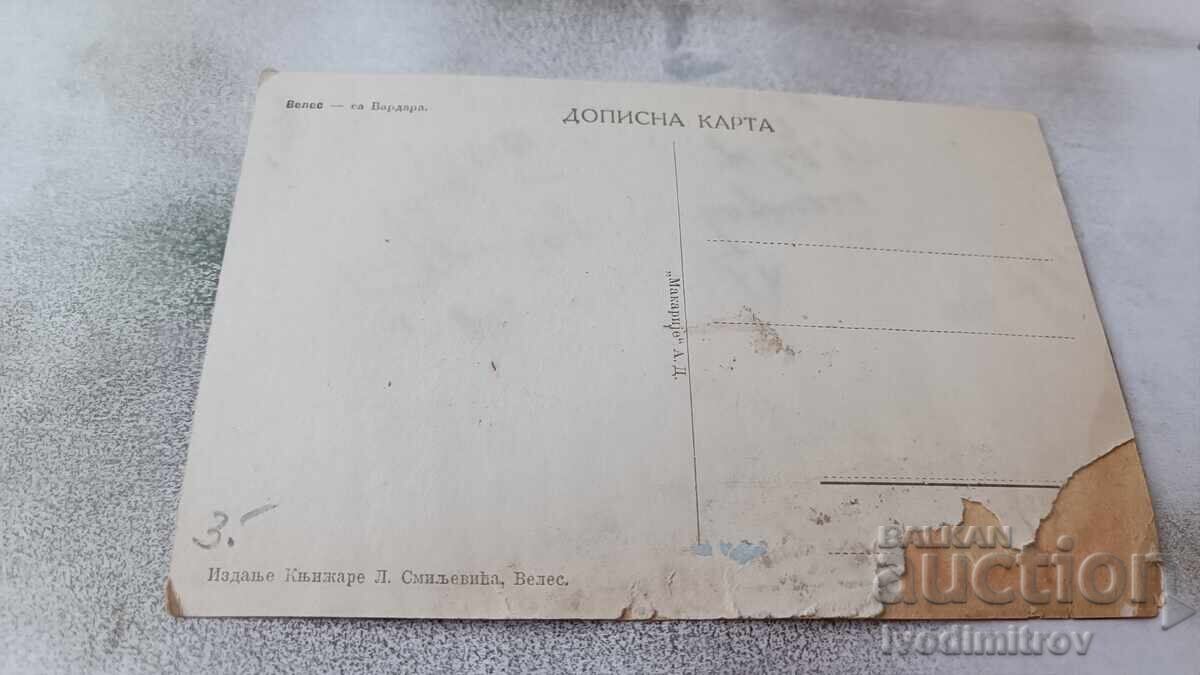 Велес — са Вардара.
ДОПИСНА КАРТА
„Макарије“ А. Д.
3.-
Издање Књижаре Л. Смиљевића, Велес.
BALKAN
auction
ivodimitrov